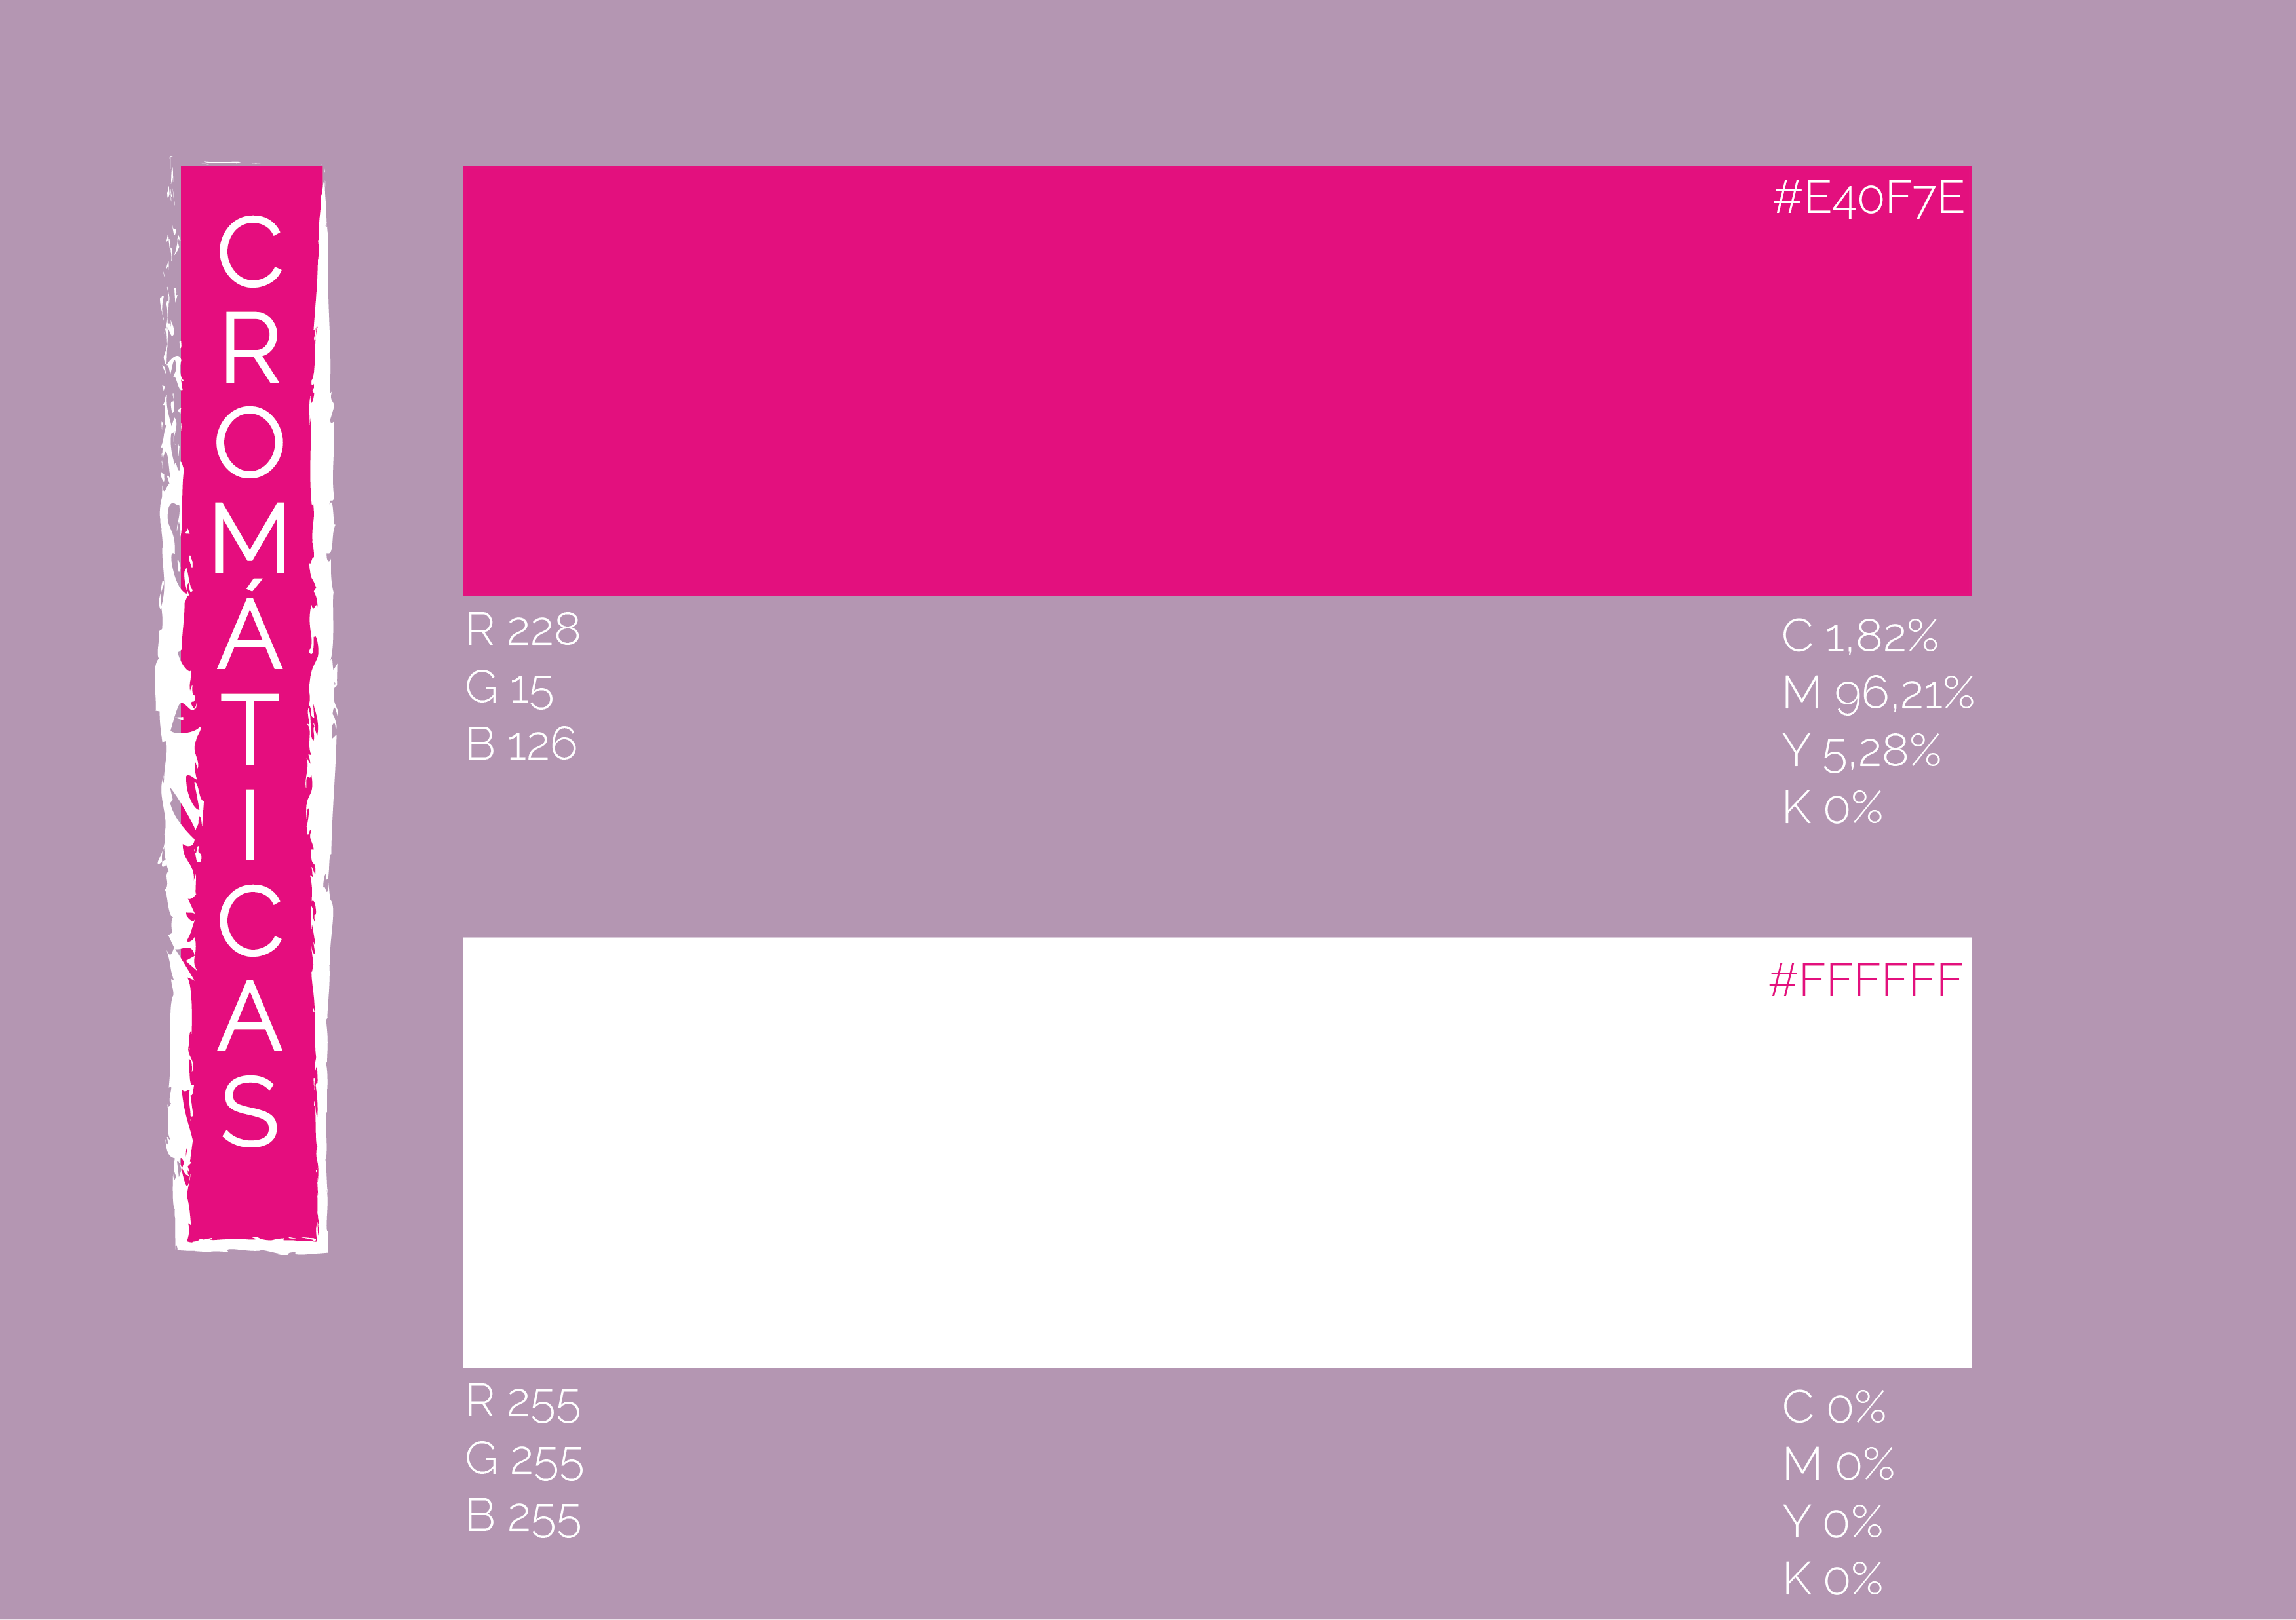 CROMÁTICAS
#E40F7E
R 228
G 15
B 126
C 1,82%
M 96,21%
Y 5,28%
K 0%
#FFFFFF
R 255
G 255
B 255
C 0%
M 0%
Y 0%
K 0%